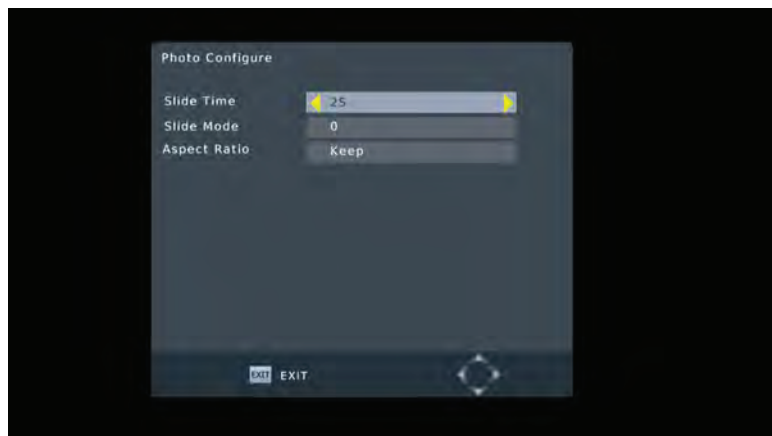 Photo Configure
Slide Time 25
Slide Mode 0
Aspect Ratio Keep
EXIT EXIT